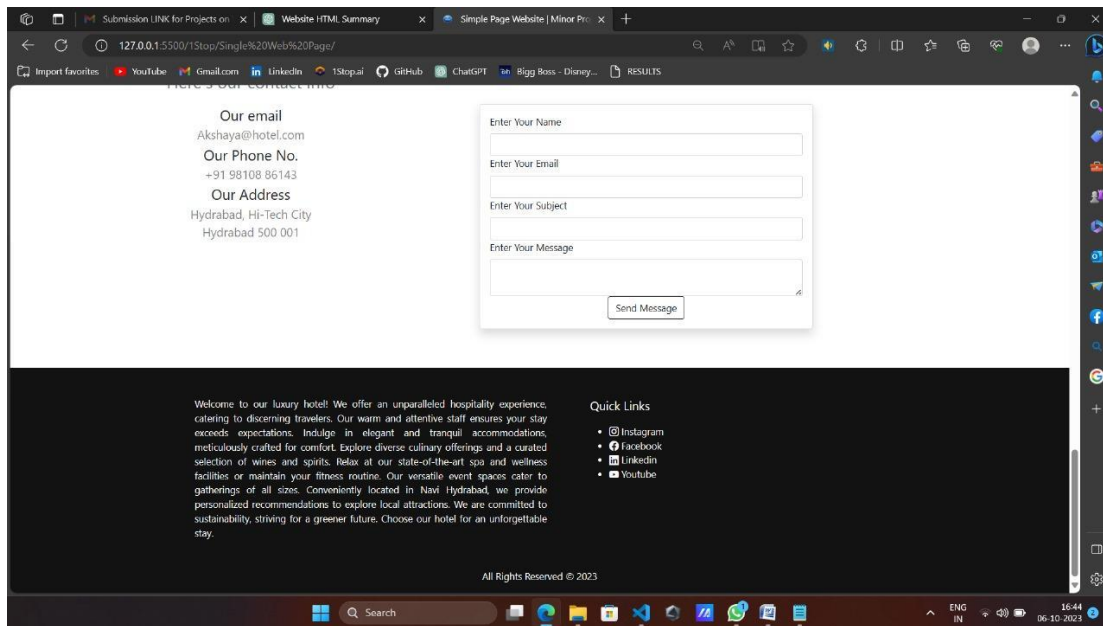 Submission LINK for Projects on
Website HTML Summary
Simple Page Website | Minor Pro
127.0.0.1:5500/1Stop/Single%20Web%20Page/
Import favorites
YouTube
Gmail.com
LinkedIn
1Stop.ai
GitHub
ChatGPT
Bigg Boss - Disney...
RESULTS
Here's our contact info
Our email
Akshaya@hotel.com
Our Phone No.
+91 98108 86143
Our Address
Hydrabad, Hi-Tech City
Hydrabad 500 001
Enter Your Name
Enter Your Email
Enter Your Subject
Enter Your Message
Send Message
Welcome to our luxury hotel! We offer an unparalleled hospitality experience,
catering to discerning travelers. Our warm and attentive staff ensures your stay
exceeds expectations. Indulge in elegant and tranquil accommodations,
meticulously crafted for comfort. Explore diverse culinary offerings and a curated
selection of wines and spirits. Relax at our state-of-the-art spa and wellness
facilities or maintain your fitness routine. Our versatile event spaces cater to
gatherings of all sizes. Conveniently located in Navi Hydrabad, we provide
personalized recommendations to explore local attractions. We are committed to
sustainability, striving for a greener future. Choose our hotel for an unforgettable
stay.
Quick Links
Instagram
Facebook
Linkedin
Youtube
All Rights Reserved © 2023
Search
ENG
IN
16:44
06-10-2023